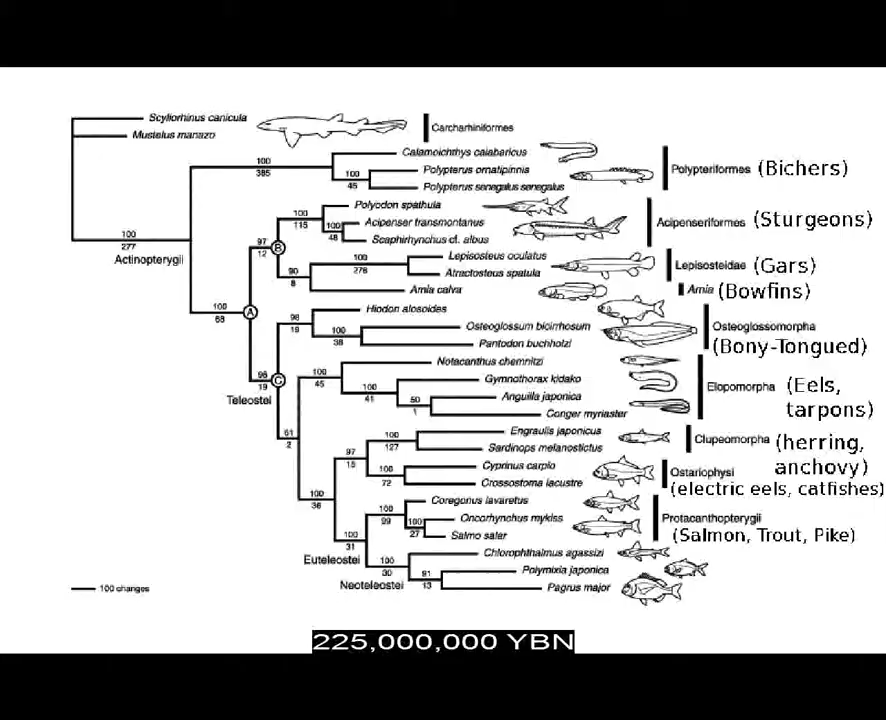 Scyliorhinus canicula
Mustelus manazo
Carcharhiniformes
Calamoichthys calabaricus
100
385
Polypterus ornatipinnis
100
45
Polypterus senegalus senegalus
Polypteriformes (Bichers)
Polyodon spathula
100
115
Acipenser transmontanus
100
48
Scaphirhynchus cf. albus
Acipenseriformes (Sturgeons)
100
277
Actinopterygii
97
12
B
Lepisosteus oculatus
100
276
Atractosteus spatula
Lepisosteidae (Gars)
90
8
Amia calva
Amia (Bowfins)
100
68
A
Hiodon alosoides
98
19
Osteoglossum bicirrhosum
100
38
Pantodon buchholzi
Osteoglossomorpha
(Bony-Tongued)
Notacanthus chemnitzi
96
19
C
Teleostei
100
45
Gymnothorax kidako
100
41
Anguilla japonica
50
1
Conger myriaster
Elopomorpha (Eels,
tarpons)
61
2
Engraulis japonicus
100
127
Sardinops melanostictus
Clupeomorpha (herring,
anchovy)
97
15
Cyprinus carpio
100
72
Crossostoma lacustre
Ostariophysi
(electric eels, catfishes)
100
36
Coregonus lavaretus
100
99
Oncorhynchus mykiss
100
27
Salmo salar
Protacanthopterygii
(Salmon, Trout, Pike)
100
31
Euteleostei
Chlorophthalmus agassizi
100
30
Neoteleostei
Polymixia japonica
91
13
Pagrus major
100 changes
225,000,000 YBN